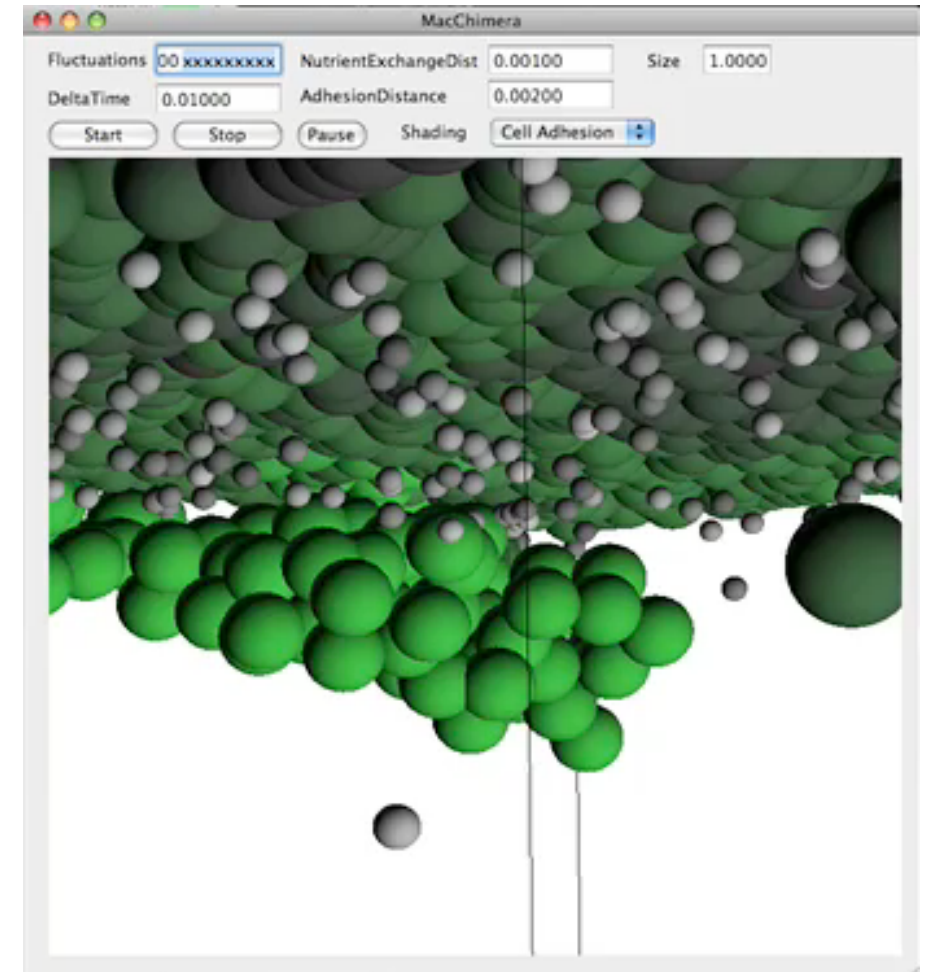 MacChimera
Fluctuations 00 xxxxxxxxx NutrientExchangeDist 0.00100 Size 1.0000
DeltaTime 0.01000 AdhesionDistance 0.00200
Start Stop Pause Shading Cell Adhesion